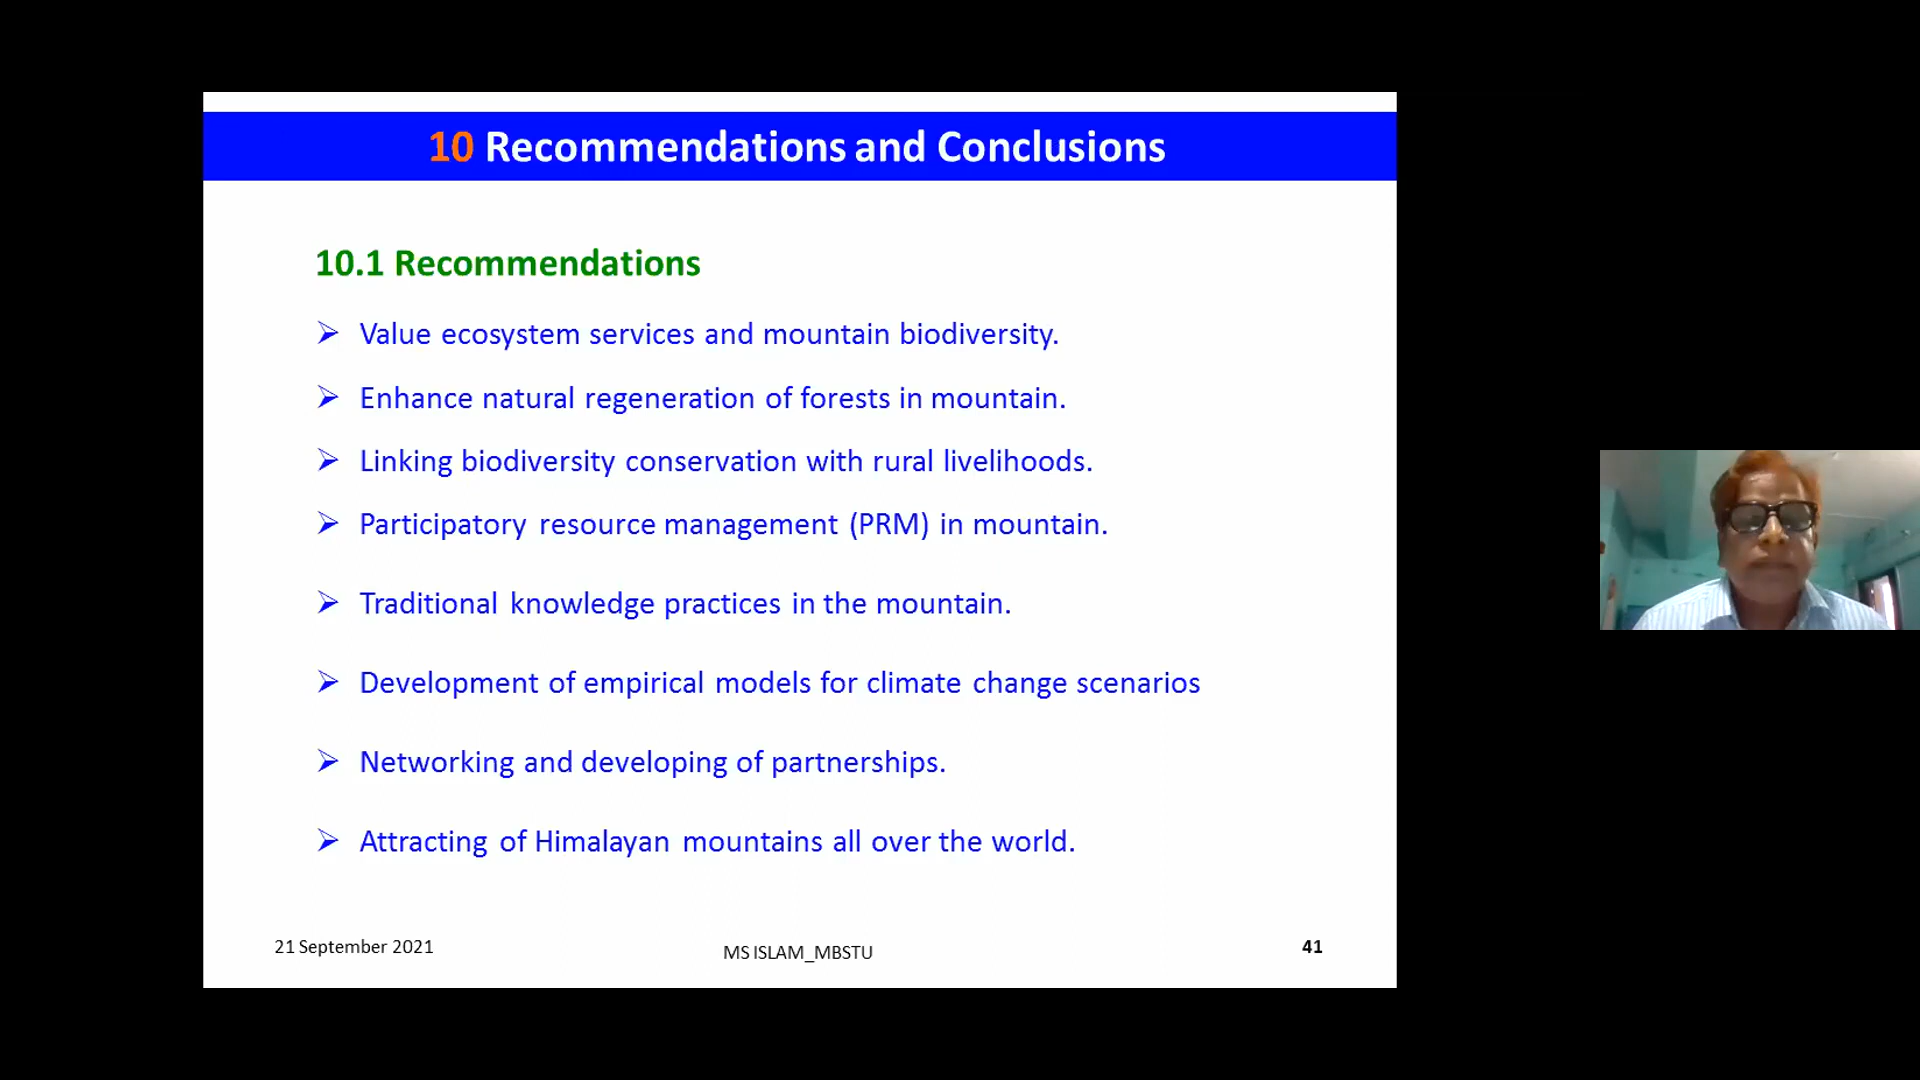 10 Recommendations and Conclusions
10.1 Recommendations
➢ Value ecosystem services and mountain biodiversity.
➢ Enhance natural regeneration of forests in mountain.
➢ Linking biodiversity conservation with rural livelihoods.
➢ Participatory resource management (PRM) in mountain.
➢ Traditional knowledge practices in the mountain.
➢ Development of empirical models for climate change scenarios
➢ Networking and developing of partnerships.
➢ Attracting of Himalayan mountains all over the world.
21 September 2021
MS ISLAM_MBSTU
41